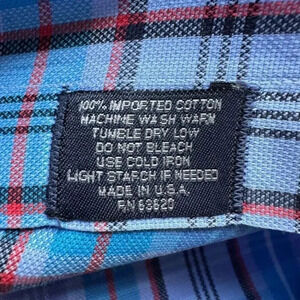 100% IMPORTED COTTON
MACHINE WASH WARM
TUMBLE DRY LOW
DO NOT BLEACH
USE COLD IRON
LIGHT STARCH IF NEEDED
MADE IN U.S.A.
RN 53620